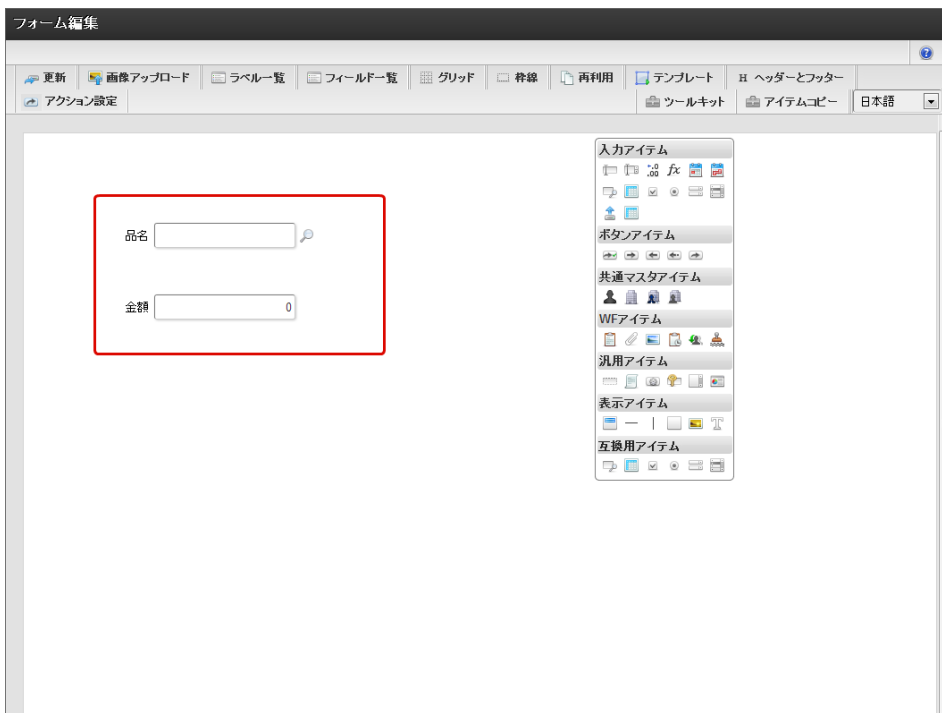 フォーム編集
更新 画像アップロード ラベル一覧 フィールド一覧 グリッド 枠線 再利用 テンプレート H ヘッダーとフッター
アクション設定 ツールキット アイテムコピー 日本語
入力アイテム
fx
品名
ボタンアイテム
共通マスタアイテム
金額 0
WFアイテム
汎用アイテム
表示アイテム
互換用アイテム